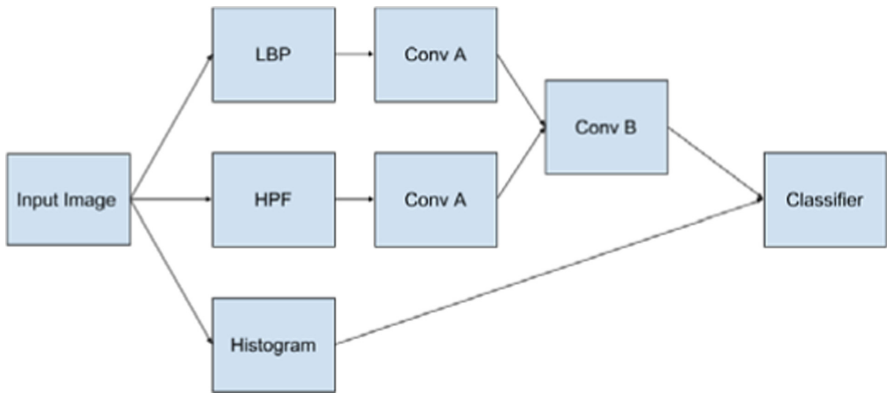 LBP
Conv A
Conv B
Input Image
HPF
Conv A
Classifier
Histogram